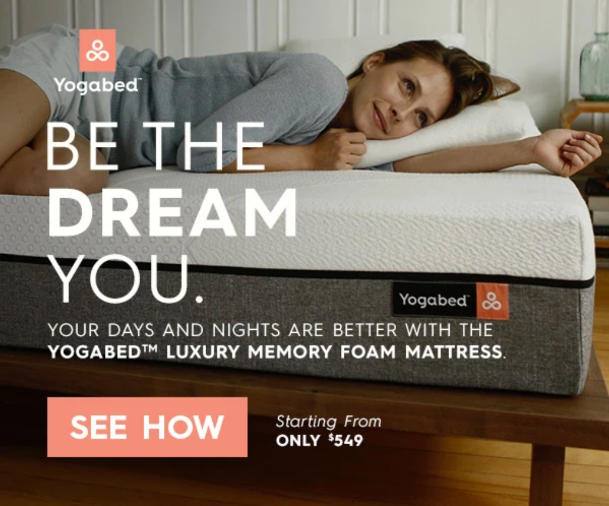 Yogabed™
BE THE
DREAM
YOU.
Yogabed™
YOUR DAYS AND NIGHTS ARE BETTER WITH THE
YOGABED™ LUXURY MEMORY FOAM MATTRESS.
SEE HOW
Starting From
ONLY $549